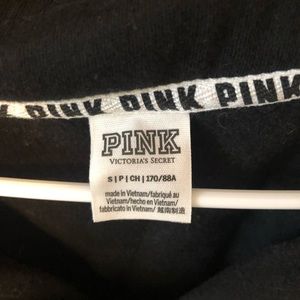 PINK PINK PINK
PINK
VICTORIA'S SECRET
S | P | CH | 170/88A
made in Vietnam/fabriqué au
Vietnam/hecho en Vietnam/
fabbricato in Vietnam/越南制造